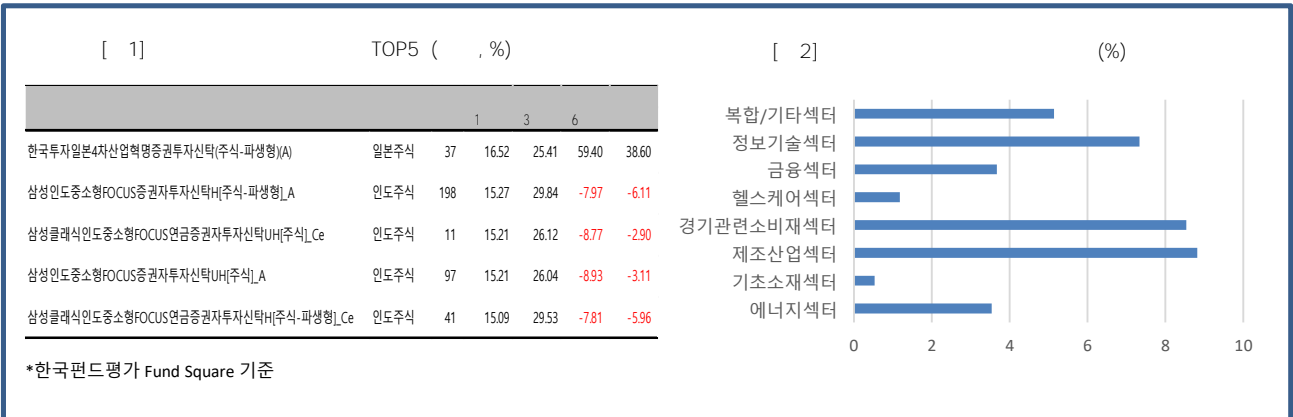 [ 1] TOP5 ( , %)
1 3 6
한국투자일본4차산업혁명증권투자신탁(주식-파생형)(A) 일본주식 37 16.52 25.41 59.40 38.60
삼성인도중소형FOCUS증권자투자신탁H[주식-파생형]_A 인도주식 198 15.27 29.84 -7.97 -6.11
삼성클래식인도중소형FOCUS연금증권자투자신탁UH[주식]_Ce 인도주식 11 15.21 26.12 -8.77 -2.90
삼성인도중소형FOCUS증권자투자신탁UH[주식]_A 인도주식 97 15.21 26.04 -8.93 -3.11
삼성클래식인도중소형FOCUS연금증권자투자신탁H[주식-파생형]_Ce 인도주식 41 15.09 29.53 -7.81 -5.96
*한국펀드평가 Fund Square 기준
[ 2] (%)
복합/기타섹터
정보기술섹터
금융섹터
헬스케어섹터
경기관련소비재섹터
제조산업섹터
기초소재섹터
에너지섹터
0 2 4 6 8 10